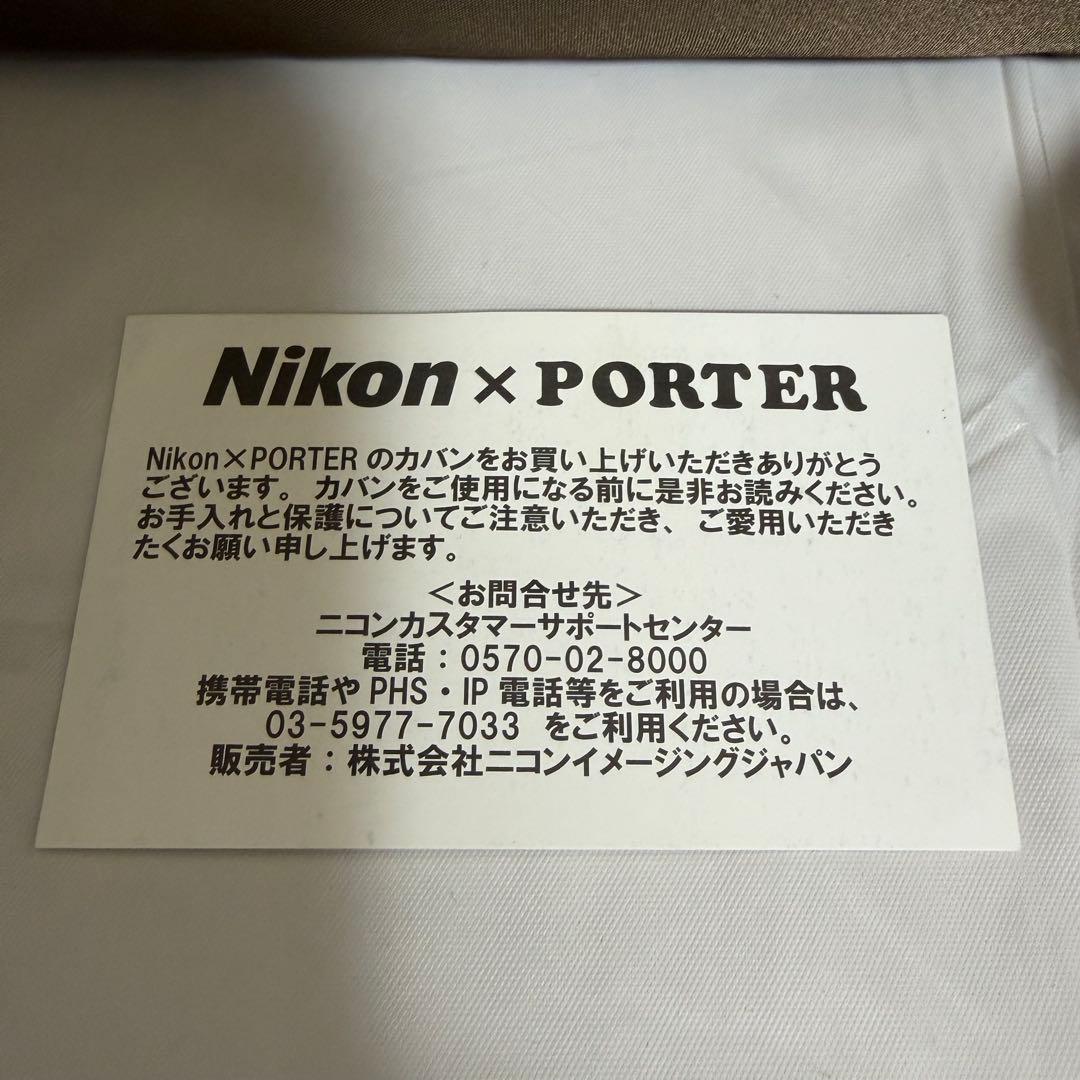 Nikon × PORTER
Nikon×PORTER のカバンをお買い上げいただきありがとう
ございます。カバンをご使用になる前に是非お読みください。
お手入れと保護についてご注意いただき、ご愛用いただき
たくお願い申し上げます。
＜お問合せ先＞
ニコンカスタマーサポートセンター
電話：0570-02-8000
携帯電話や PHS・IP 電話等をご利用の場合は、
03-5977-7033 をご利用ください。
販売者：株式会社ニコンイメージングジャパン